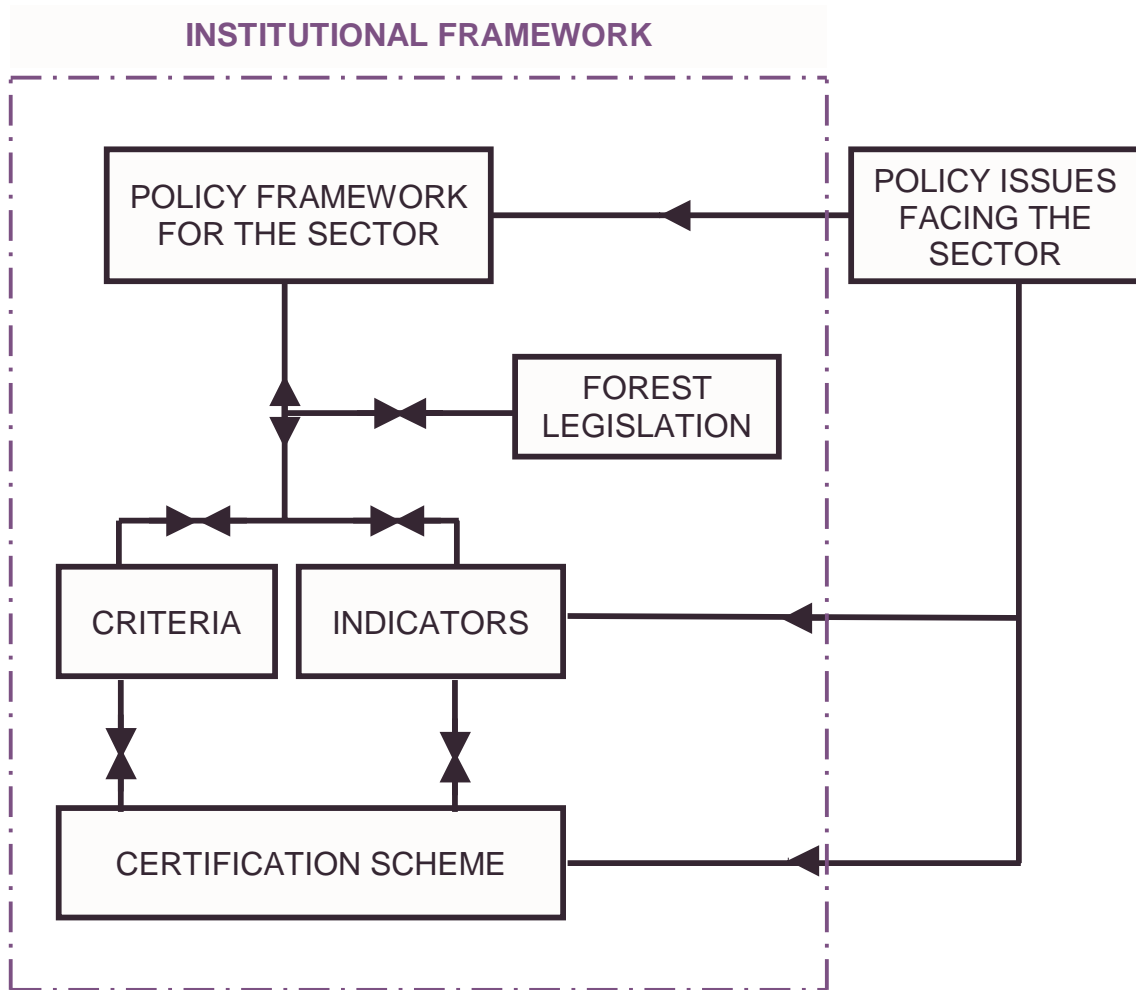 INSTITUTIONAL FRAMEWORK
POLICY FRAMEWORK
FOR THE SECTOR
POLICY ISSUES
FACING THE
SECTOR
FOREST
LEGISLATION
CRITERIA
INDICATORS
CERTIFICATION SCHEME